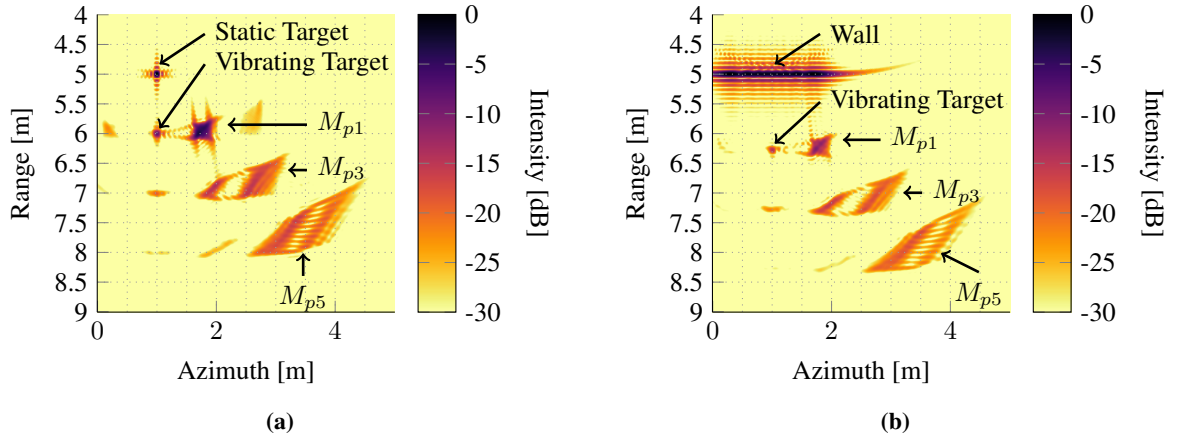 4
4.5
5
5.5
6
6.5
7
7.5
8
8.5
9
Range [m]
0
2
4
Azimuth [m]
Static Target
Vibrating Target
M_{p1}
M_{p3}
M_{p5}
0
-5
-10
-15
-20
-25
-30
Intensity [dB]
(a)
4
4.5
5
5.5
6
6.5
7
7.5
8
8.5
9
Range [m]
0
2
4
Azimuth [m]
Wall
Vibrating Target
M_{p1}
M_{p3}
M_{p5}
0
-5
-10
-15
-20
-25
-30
Intensity [dB]
(b)